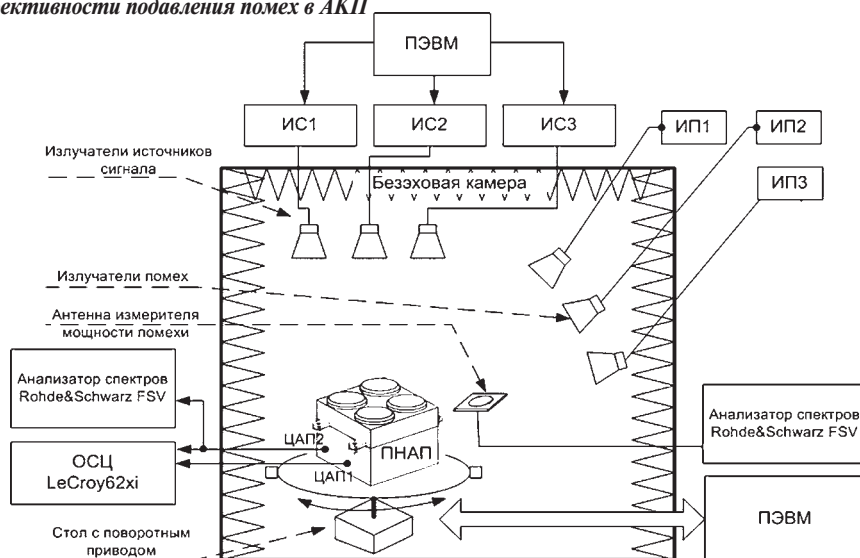 ективности подавления помех в АКП
ПЭВМ
ИС1
ИС2
ИС3
ИП1
ИП2
ИП3
Излучатели источников
сигнала
Безэховая камера
Излучатели помех
Антенна измерителя
мощности помехи
Анализатор спектров
Rohde&Schwarz FSV
ЦАП2
ПНАП
ЦАП1
ОСЦ
LeCroy62xi
Анализатор спектров
Rohde&Schwarz FSV
Стол с поворотным
приводом
ПЭВМ